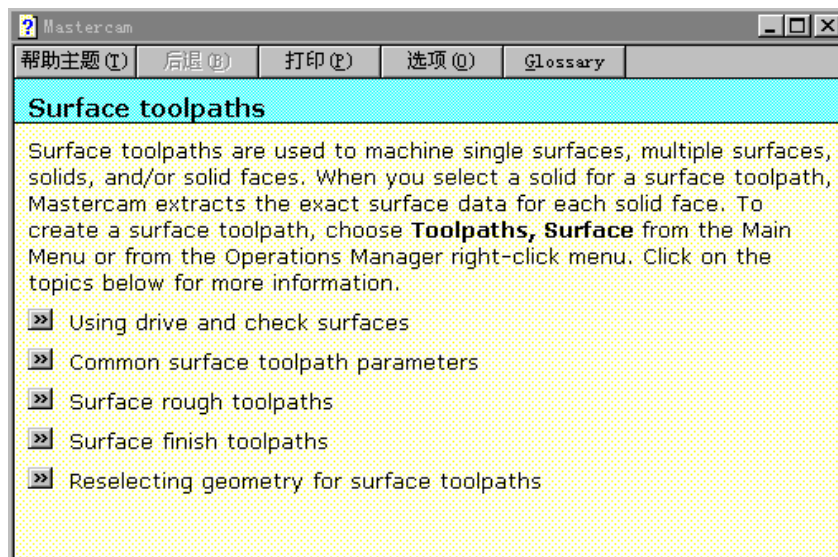 Mastercam
帮助主题(T) 后退(B) 打印(P) 选项(O) Glossary
Surface toolpaths
Surface toolpaths are used to machine single surfaces, multiple surfaces,
solids, and/or solid faces. When you select a solid for a surface toolpath,
Mastercam extracts the exact surface data for each solid face. To
create a surface toolpath, choose Toolpaths, Surface from the Main
Menu or from the Operations Manager right-click menu. Click on the
topics below for more information.
Using drive and check surfaces
Common surface toolpath parameters
Surface rough toolpaths
Surface finish toolpaths
Reselecting geometry for surface toolpaths